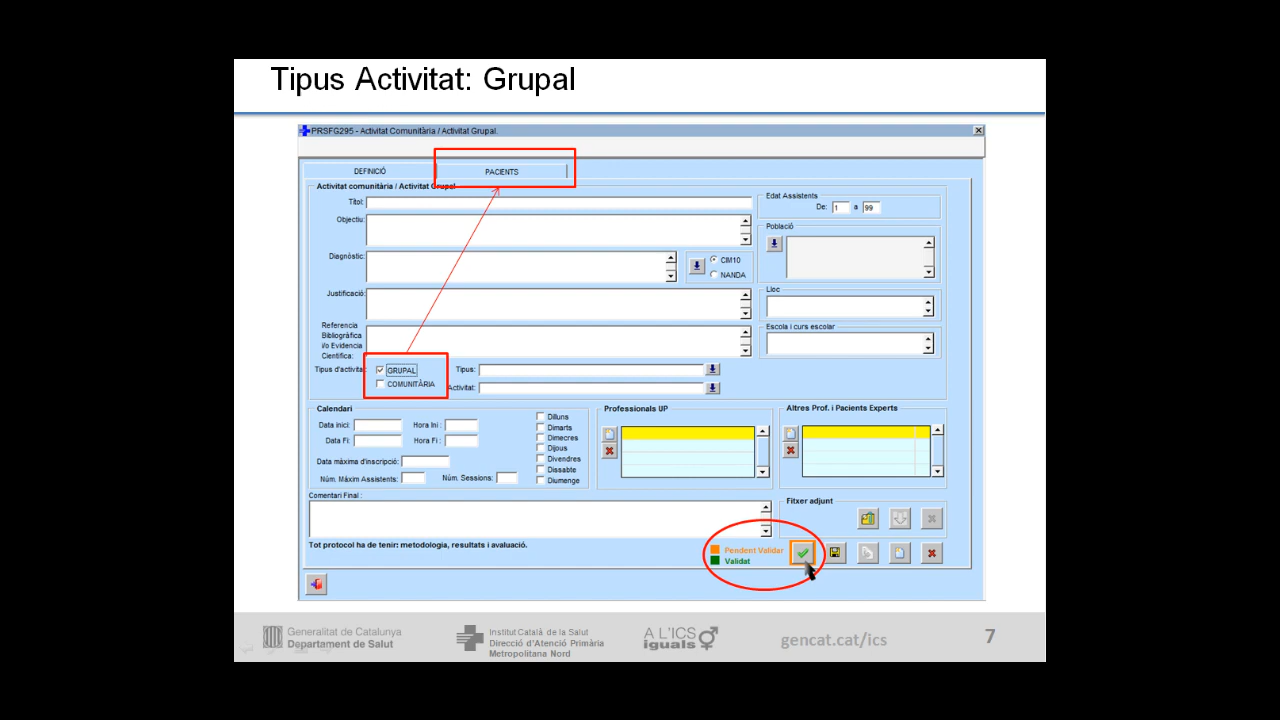 Tipus Activitat: Grupal
PRSFG295 - Activitat Comunitària / Activitat Grupal.
DEFINICIÓ
PACIENTS
Activitat comunitària / Activitat Grupal
Títol:
Objectiu:
Diagnòstic:
CIM10
NANDA
Justificació:
Referencia
Bibliogràfica
i/o Evidencia
Científica:
Tipus d'activitat:
GRUPAL
COMUNITÀRIA
Tipus:
Activitat:
Edat Assistents
De: 1 a 99
Població
Lloc
Escola i curs escolar
Calendari
Data inici:
Hora Ini :
Data Fi:
Hora Fi :
Data màxima d'inscripció:
Núm. Màxim Assistents:
Núm. Sessions:
Dilluns
Dimarts
Dimecres
Dijous
Divendres
Dissabte
Diumenge
Professionals UP
Altres Prof. i Pacients Experts
Comentari Final :
Fitxer adjunt
Tot protocol ha de tenir: metodologia, resultats i avaluació.
Pendent Validar
Validat
Generalitat de Catalunya
Departament de Salut
Institut Català de la Salut
Direcció d'Atenció Primària
Metropolitana Nord
A L'ICS
iguals
gencat.cat/ics
7